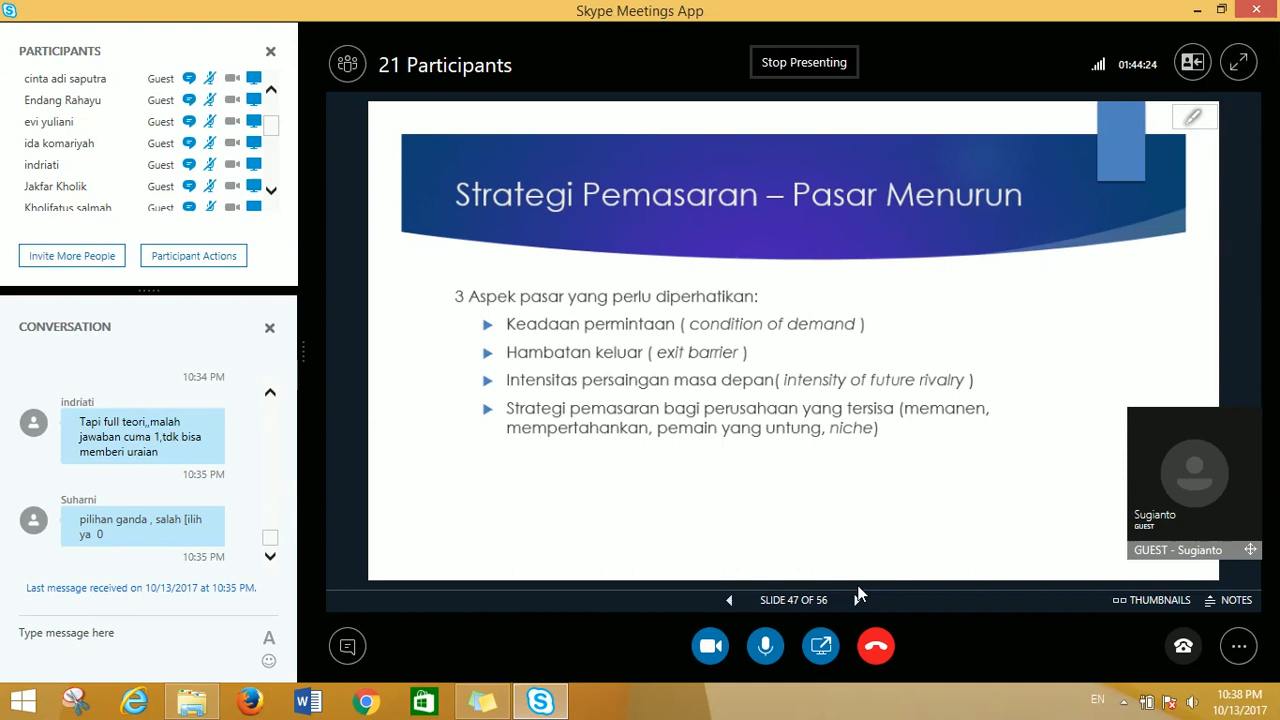 Skype Meetings App
PARTICIPANTS
cinta adi saputra Guest
Endang Rahayu Guest
evi yuliani Guest
ida komariyah Guest
indriati Guest
Jakfar Kholik Guest
Kholifatus salmah Guest
Invite More People
Participant Actions
CONVERSATION
10:34 PM
indriati
Tapi full teori,,malah
jawaban cuma 1,tdk bisa
memberi uraian
10:35 PM
Suharni
pilihan ganda , salah [ilih
ya 0
10:35 PM
Last message received on 10/13/2017 at 10:35 PM.
Type message here
A
21 Participants
Stop Presenting
01:44:24
Strategi Pemasaran – Pasar Menurun
3 Aspek pasar yang perlu diperhatikan:
Keadaan permintaan ( condition of demand )
Hambatan keluar ( exit barrier )
Intensitas persaingan masa depan( intensity of future rivalry )
Strategi pemasaran bagi perusahaan yang tersisa (memanen,
mempertahankan, pemain yang untung, niche)
Sugianto
GUEST
GUEST - Sugianto
SLIDE 47 OF 56
THUMBNAILS
NOTES
EN
10:38 PM
10/13/2017